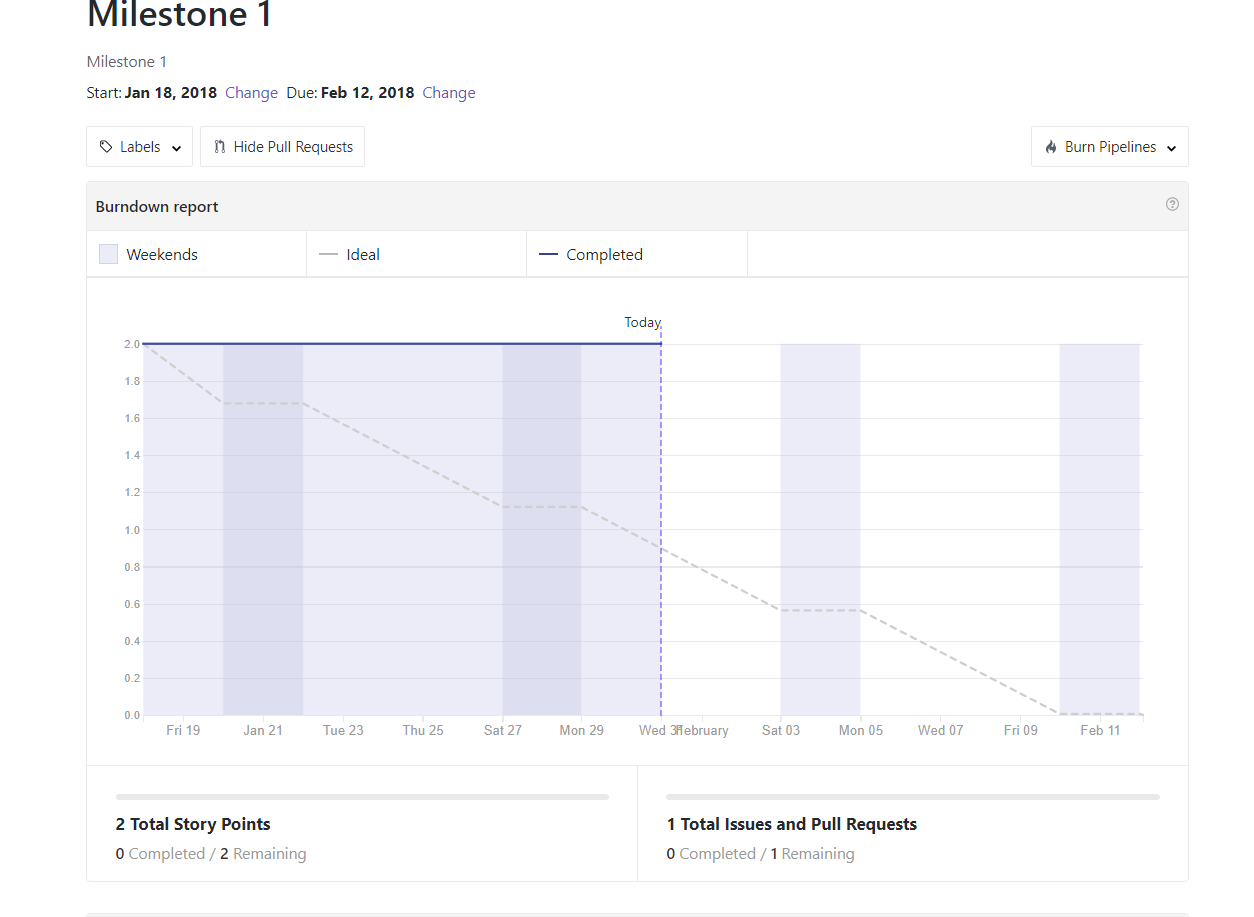 Milestone 1
Milestone 1
Start: Jan 18, 2018 Change Due: Feb 12, 2018 Change
Labels Hide Pull Requests Burn Pipelines
Burndown report
Weekends Ideal Completed
Today
2.0
1.8
1.6
1.4
1.2
1.0
0.8
0.6
0.4
0.2
0.0
Fri 19 Jan 21 Tue 23 Thu 25 Sat 27 Mon 29 Wed 31 February Sat 03 Mon 05 Wed 07 Fri 09 Feb 11
2 Total Story Points
0 Completed / 2 Remaining
1 Total Issues and Pull Requests
0 Completed / 1 Remaining